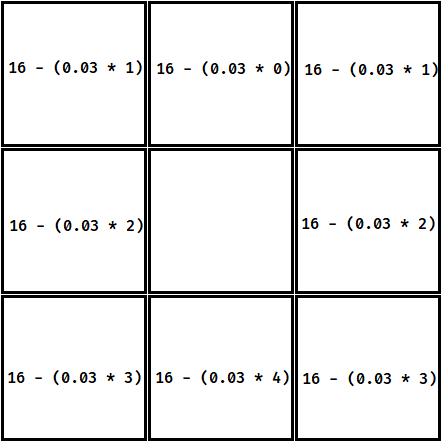 16 - (0.03 * 1)
16 - (0.03 * 0)
16 - (0.03 * 1)
16 - (0.03 * 2)
16 - (0.03 * 2)
16 - (0.03 * 3)
16 - (0.03 * 4)
16 - (0.03 * 3)